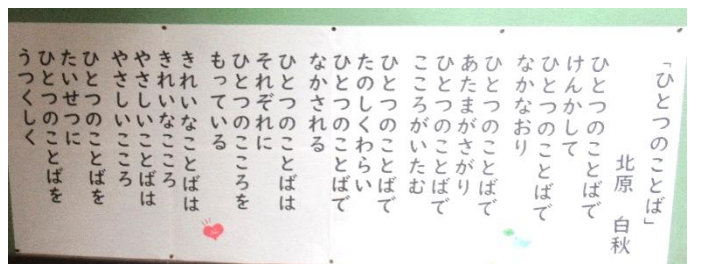 「ひとつのことば」
北原 白秋
ひとつのことばで
けんかして
ひとつのことばで
なかなおり
ひとつのことばで
あたまがさがり
ひとつのことばで
こころがいたむ
ひとつのことばで
たのしくわらい
ひとつのことばで
なかされる
ひとつのことばは
それぞれに
ひとつのこころを
もっている
きれいなことばは
きれいなこころ
やさしいことばは
やさしいこころ
ひとつのことばを
たいせつに
ひとつのことばを
うつくしく